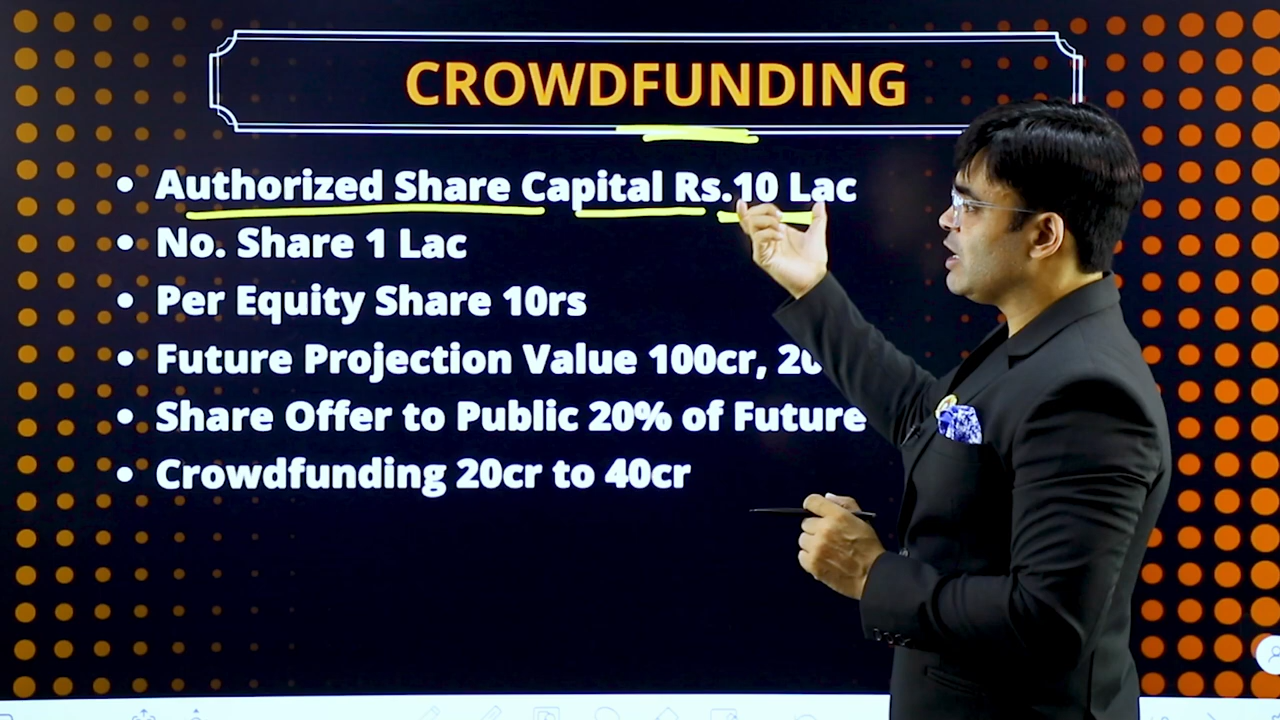 CROWDFUNDING
• Authorized Share Capital Rs.10 Lac
• No. Share 1 Lac
• Per Equity Share 10rs
• Future Projection Value 100cr,
• Share Offer to Public 20% of Future
• Crowdfunding 20cr to 40cr